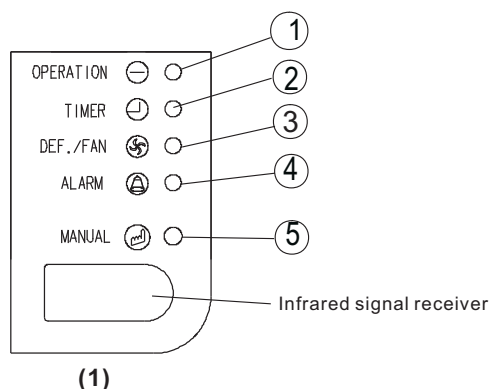 1
OPERATION
2
TIMER
3
DEF./FAN
4
ALARM
5
MANUAL
Infrared signal receiver
(1)